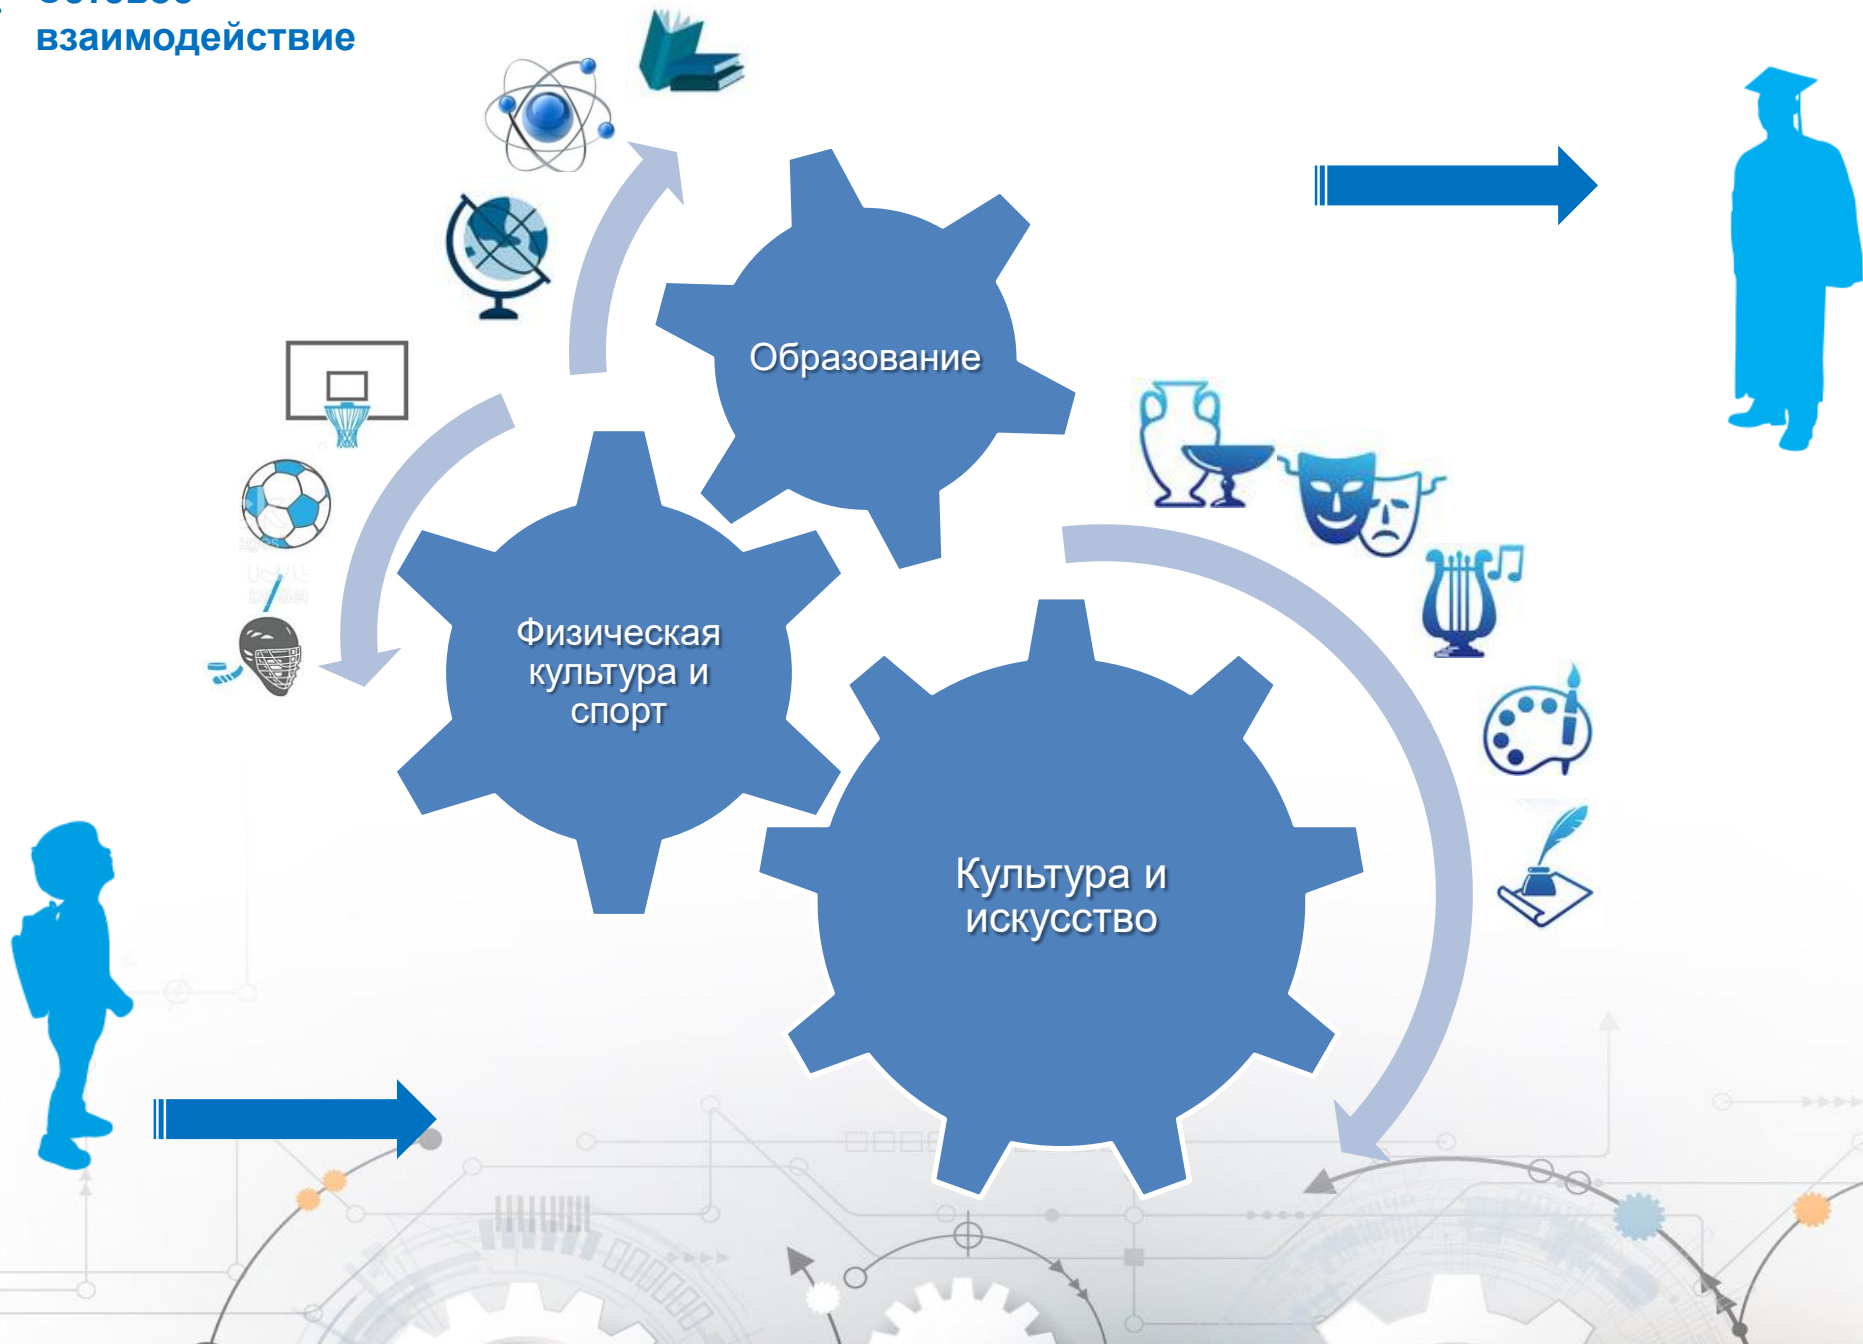 взаимодействие
Образование
Физическая
культура и
спорт
Культура и
искусство